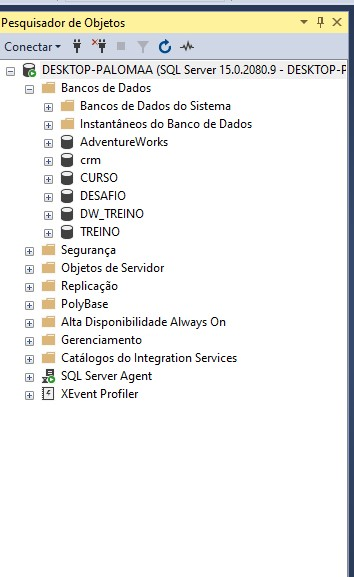 Pesquisador de Objetos
Conectar
DESKTOP-PALOMAA (SQL Server 15.0.2080.9 - DESKTOP-P
Bancos de Dados
Bancos de Dados do Sistema
Instantâneos do Banco de Dados
AdventureWorks
crm
CURSO
DESAFIO
DW_TREINO
TREINO
Segurança
Objetos de Servidor
Replicação
PolyBase
Alta Disponibilidade Always On
Gerenciamento
Catálogos do Integration Services
SQL Server Agent
XEvent Profiler